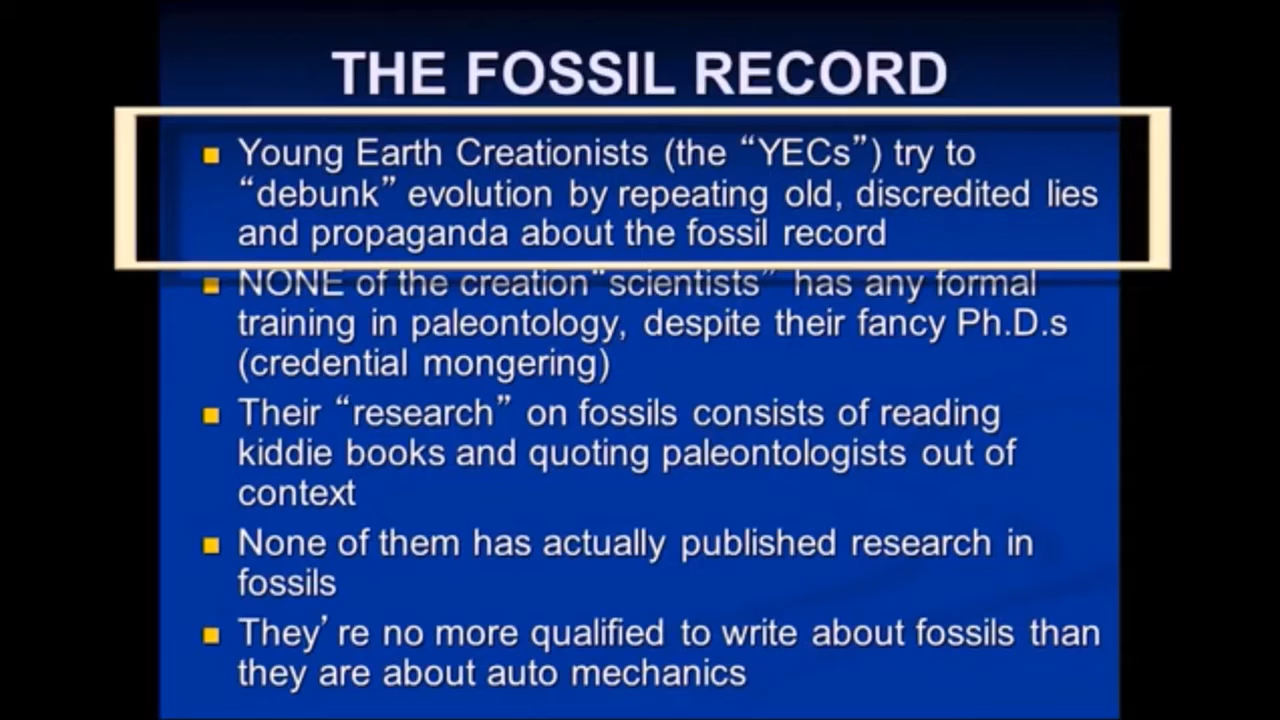 THE FOSSIL RECORD
Young Earth Creationists (the “YECs”) try to
“debunk” evolution by repeating old, discredited lies
and propaganda about the fossil record
NONE of the creation“scientists” has any formal
training in paleontology, despite their fancy Ph.D.s
(credential mongering)
Their “research” on fossils consists of reading
kiddie books and quoting paleontologists out of
context
None of them has actually published research in
fossils
They’ re no more qualified to write about fossils than
they are about auto mechanics